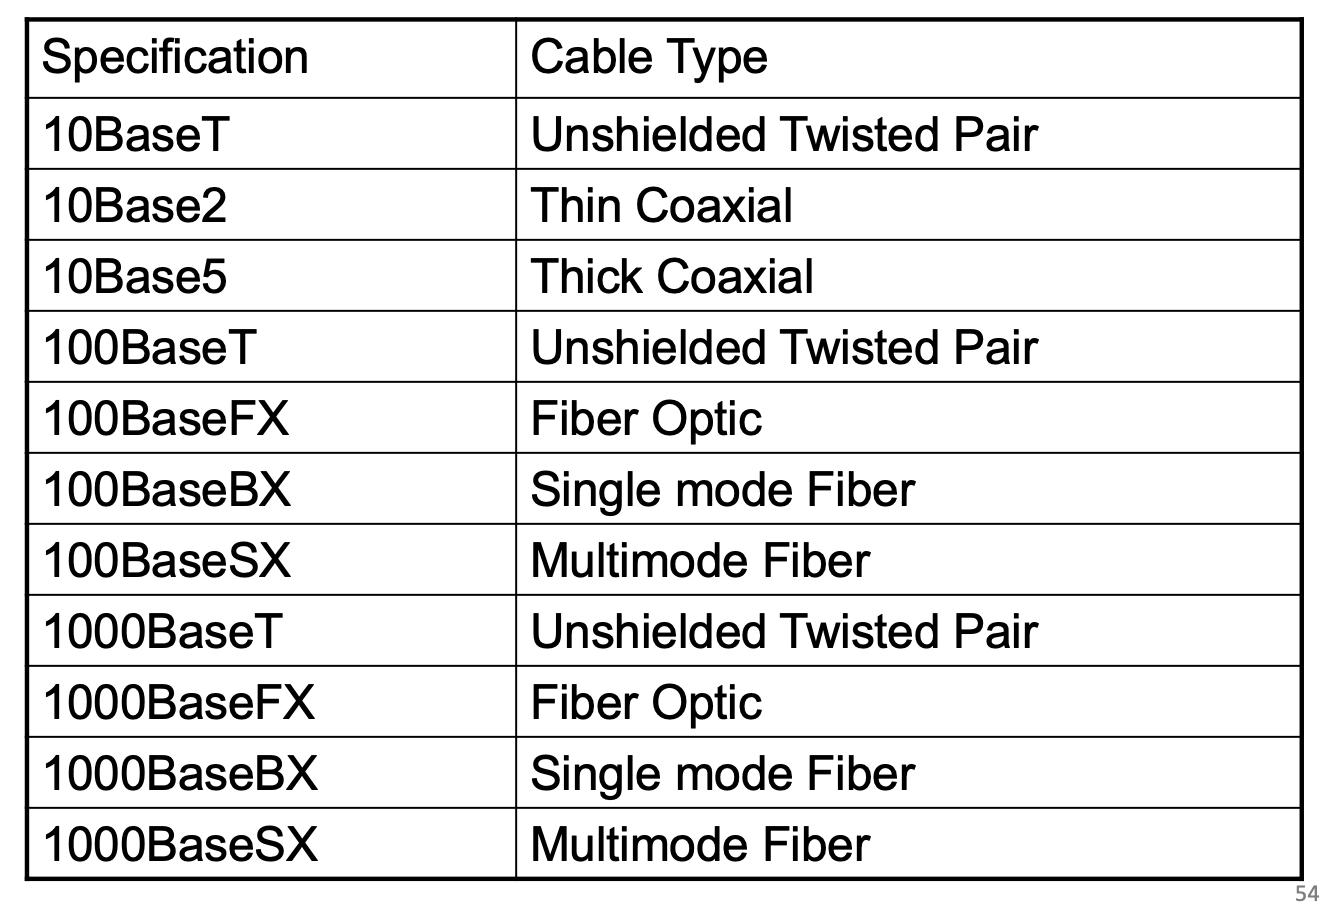 Specification Cable Type
10BaseT Unshielded Twisted Pair
10Base2 Thin Coaxial
10Base5 Thick Coaxial
100BaseT Unshielded Twisted Pair
100BaseFX Fiber Optic
100BaseBX Single mode Fiber
100BaseSX Multimode Fiber
1000BaseT Unshielded Twisted Pair
1000BaseFX Fiber Optic
1000BaseBX Single mode Fiber
1000BaseSX Multimode Fiber
54